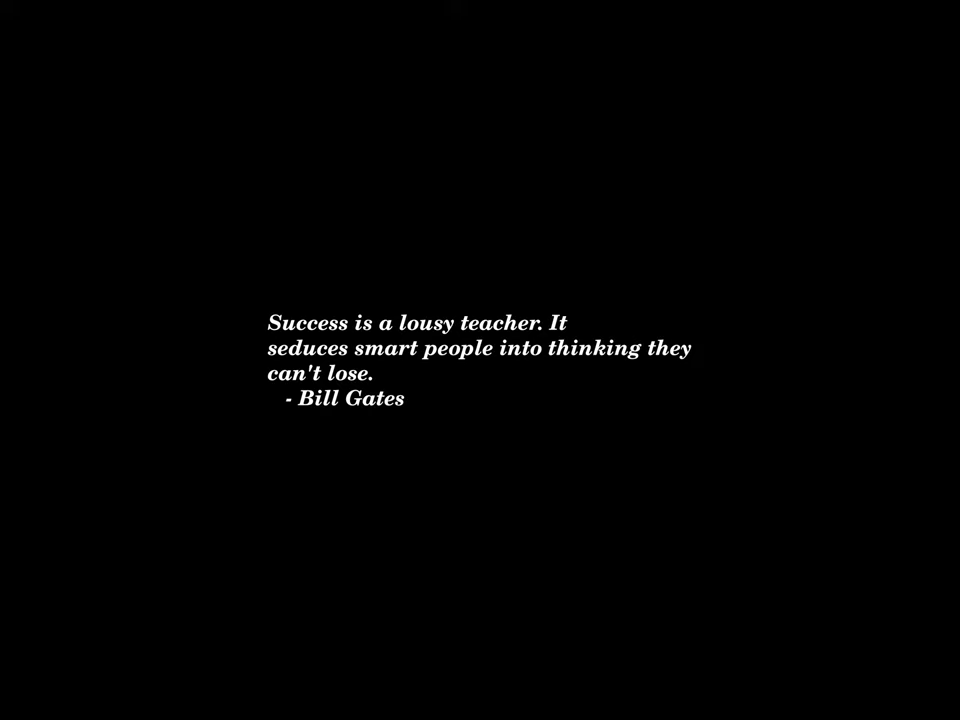 Success is a lousy teacher. It
seduces smart people into thinking they
can't lose.
- Bill Gates